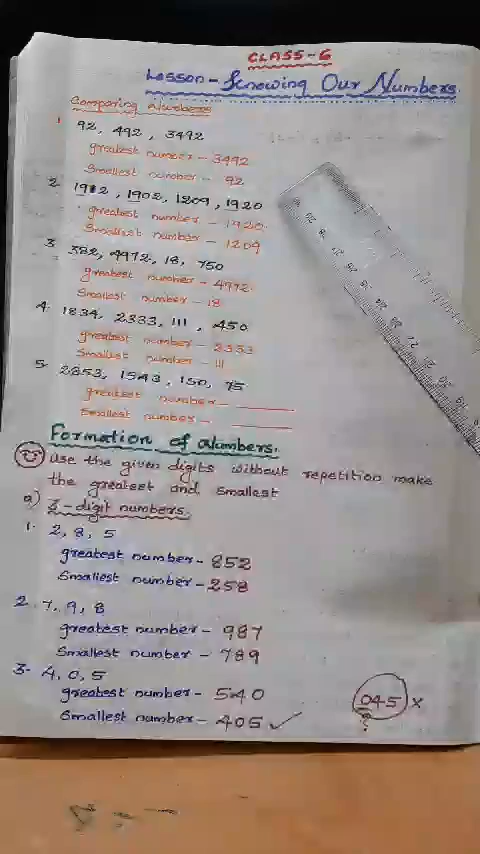 CLASS-6
Lesson - Knowing Our Numbers.
Comparing Numbers
1. 92, 492, 3492
greatest number - 3492
Smallest number - 92
2. 1912, 1902, 1209, 1920
greatest number - 1920.
Smallest number - 1209
3. 382, 4972, 18, 750
greatest number - 4972.
Smallest number - 18
4. 1834, 2333, 111, 450
greatest number - 2333
Smallest number - 111
5. 2853, 1543, 150, 75
greatest number - ______
Smallest number - ______
Formation of Numbers.
Use the given digits without repetition make
the greatest and smallest
a) 3-digit numbers.
1. 2, 8, 5
greatest number - 852
Smallest number - 258
2. 7, 9, 8
greatest number - 987
Smallest number - 789
3. 4, 0, 5
greatest number - 540
Smallest number - 405 ✓
045 x